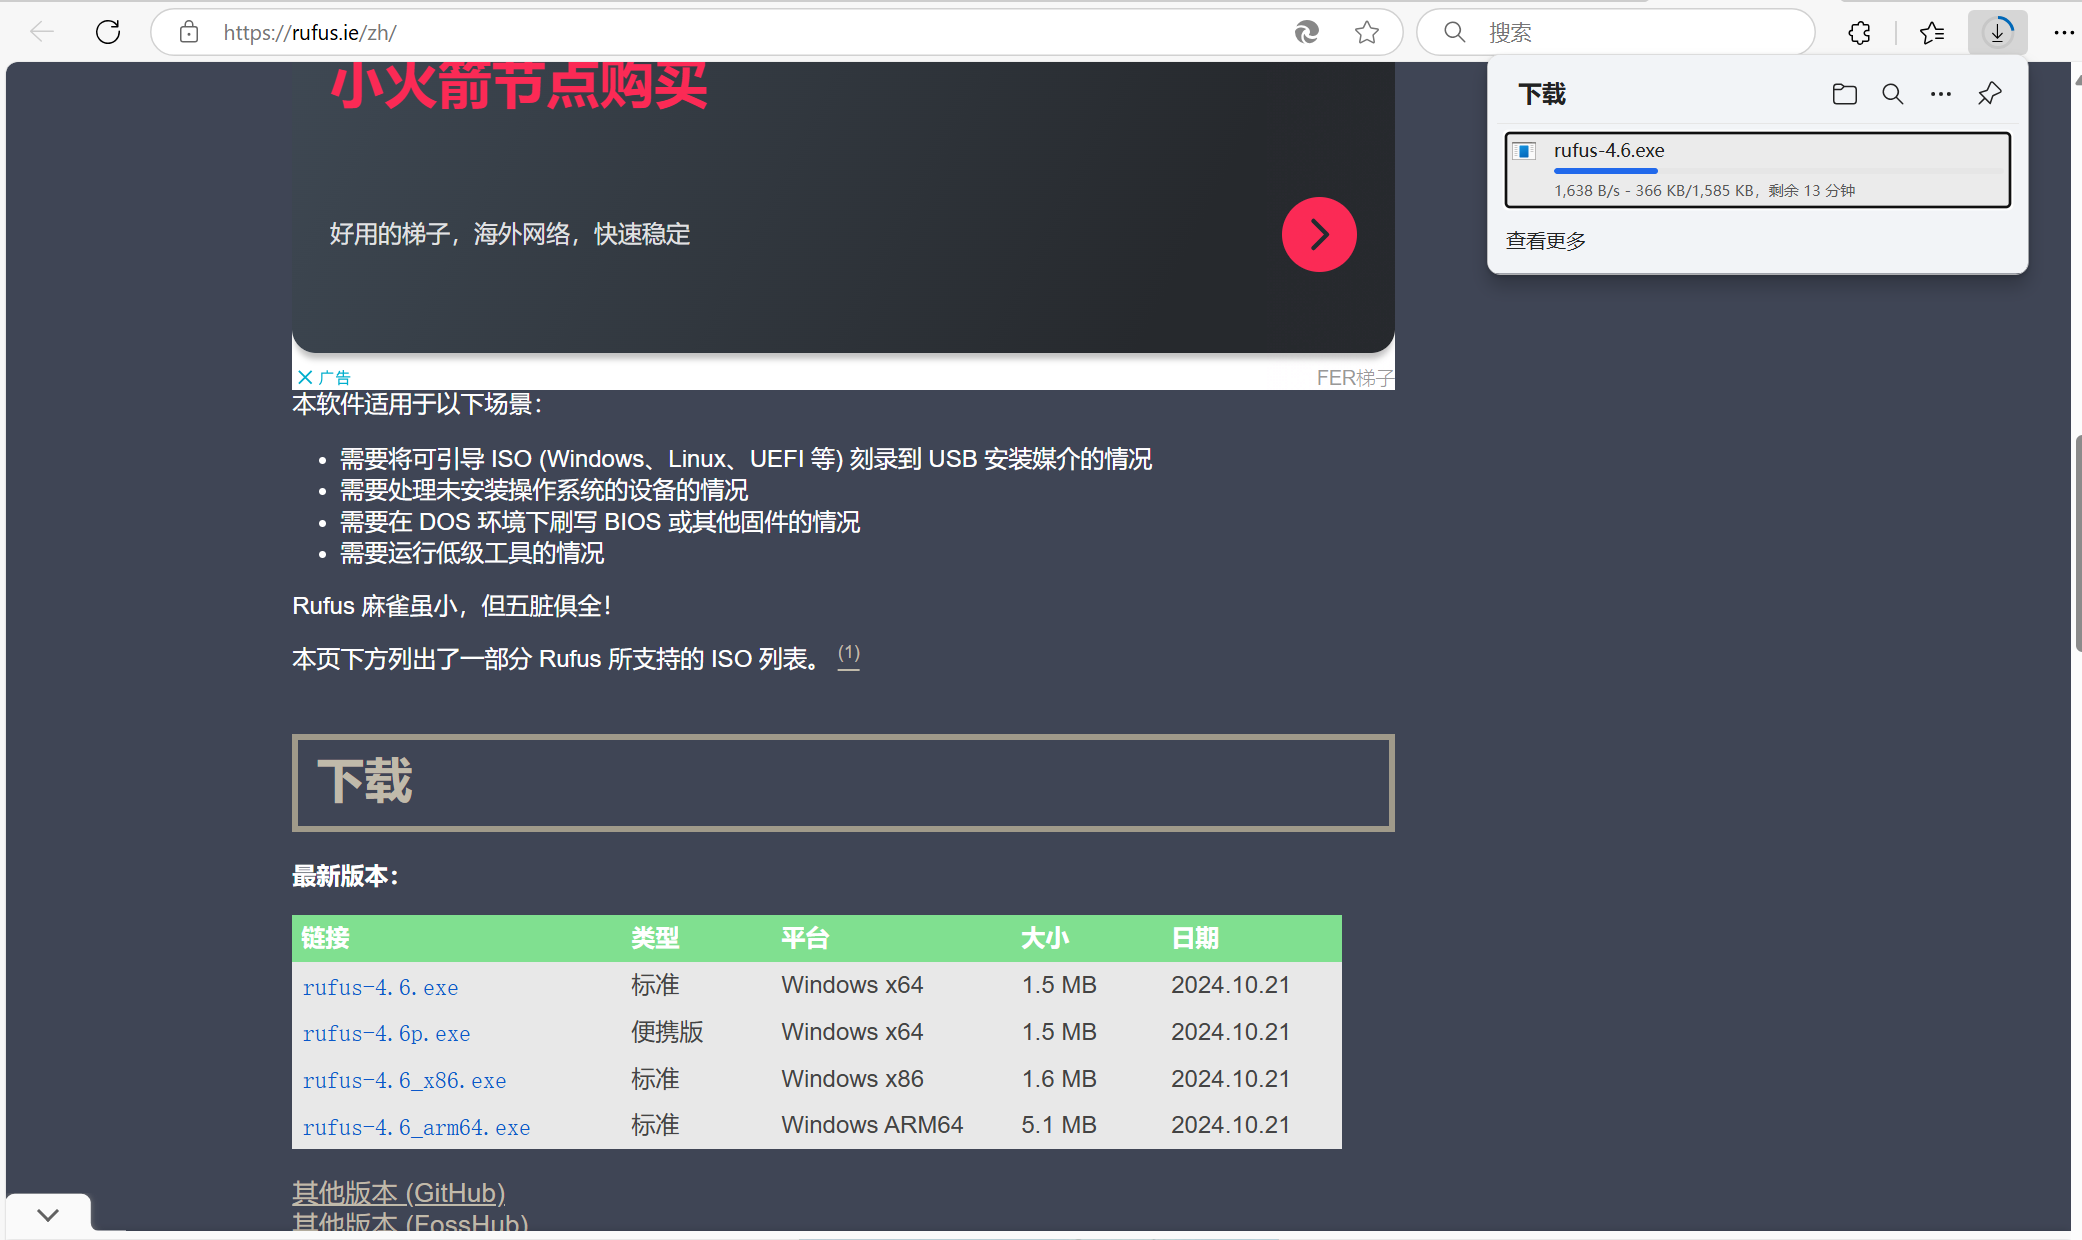 https://rufus.ie/zh/
搜索
小火箭节点购买
好用的梯子，海外网络，快速稳定
广告
FER梯子
下载
rufus-4.6.exe
1,638 B/s - 366 KB/1,585 KB，剩余 13 分钟
查看更多
本软件适用于以下场景：
需要将可引导 ISO (Windows、Linux、UEFI 等) 刻录到 USB 安装媒介的情况
需要处理未安装操作系统的设备的情况
需要在 DOS 环境下刷写 BIOS 或其他固件的情况
需要运行低级工具的情况
Rufus 麻雀虽小，但五脏俱全！
本页下方列出了一部分 Rufus 所支持的 ISO 列表。 (1)
下载
最新版本：
链接 类型 平台 大小 日期
rufus-4.6.exe 标准 Windows x64 1.5 MB 2024.10.21
rufus-4.6p.exe 便携版 Windows x64 1.5 MB 2024.10.21
rufus-4.6_x86.exe 标准 Windows x86 1.6 MB 2024.10.21
rufus-4.6_arm64.exe 标准 Windows ARM64 5.1 MB 2024.10.21
其他版本 (GitHub)
其他版本 (FossHub)